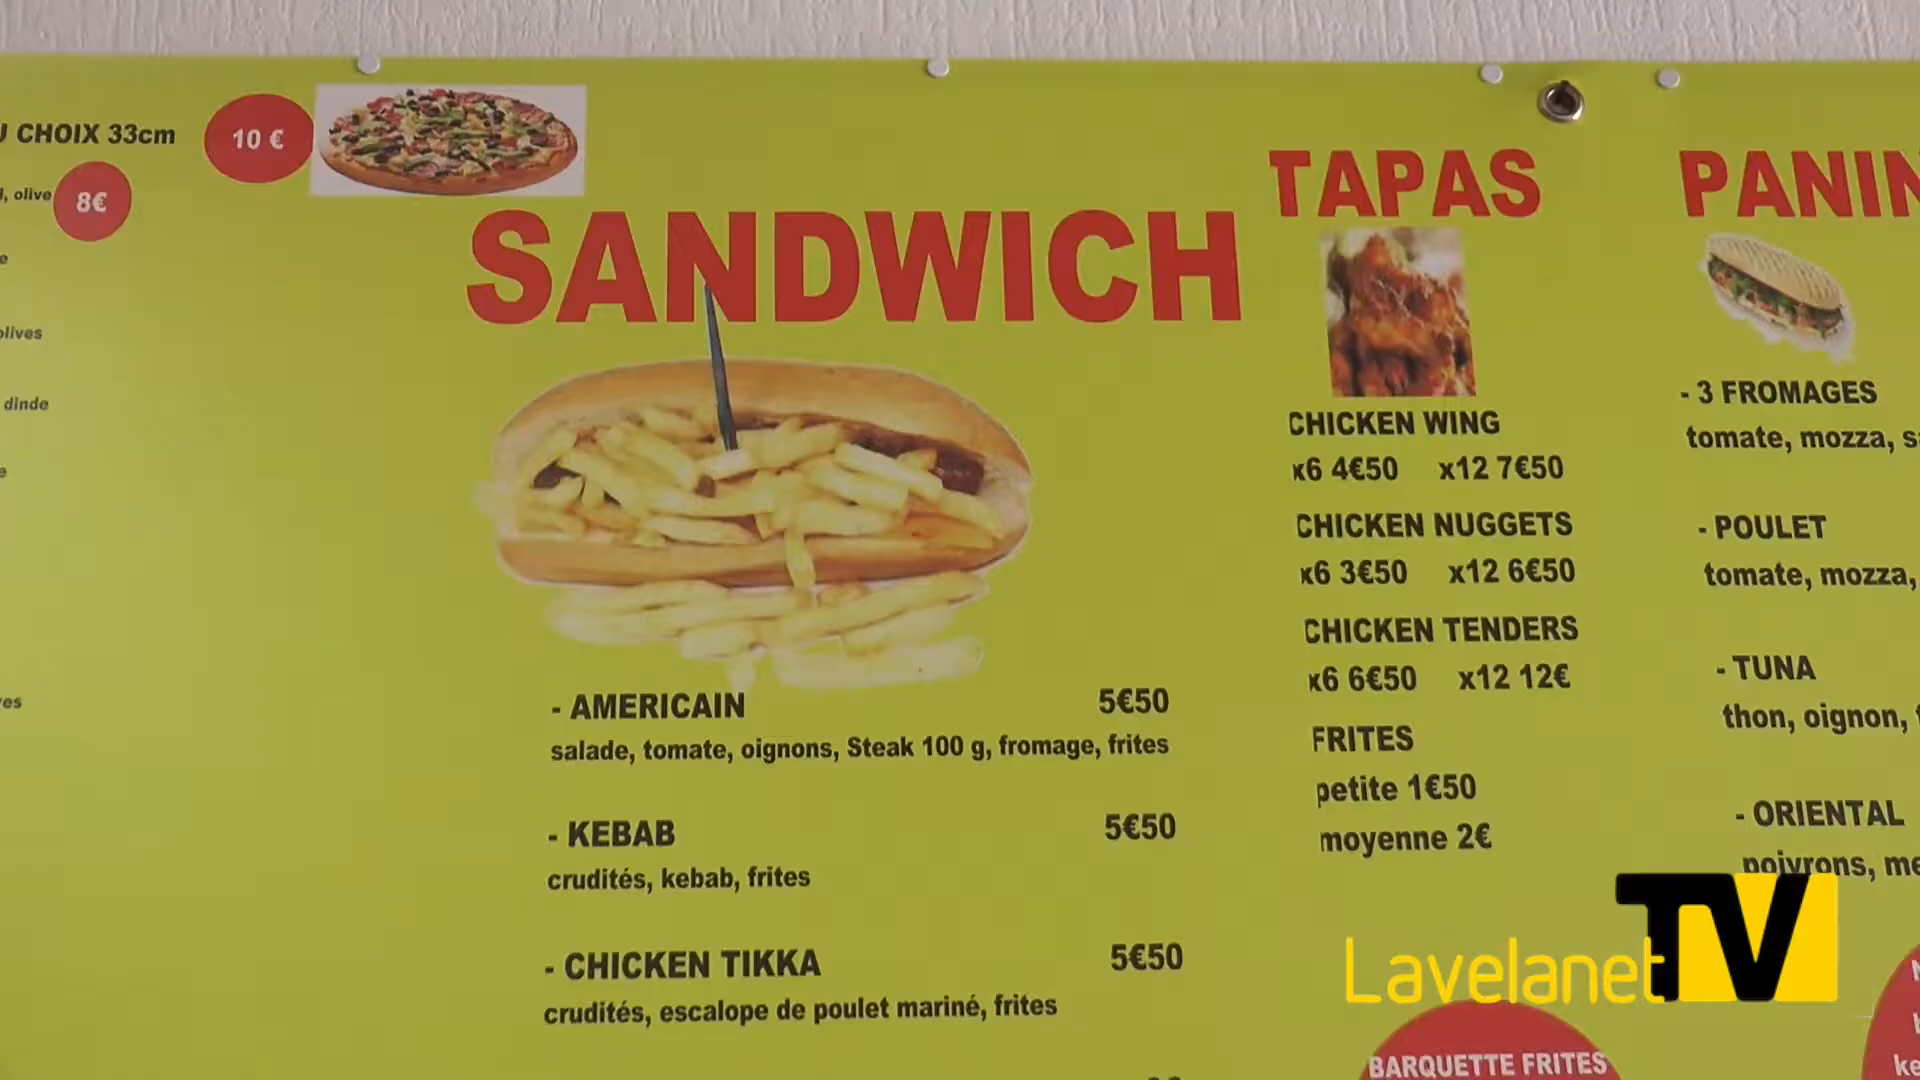 CHOIX 33cm
10 €
olive
8€
olives
dinde
SANDWICH
- AMERICAIN 5€50
salade, tomate, oignons, Steak 100 g, fromage, frites
- KEBAB 5€50
crudités, kebab, frites
- CHICKEN TIKKA 5€50
crudités, escalope de poulet mariné, frites
TAPAS
CHICKEN WING
x6 4€50 x12 7€50
CHICKEN NUGGETS
x6 3€50 x12 6€50
CHICKEN TENDERS
x6 6€50 x12 12€
FRITES
petite 1€50
moyenne 2€
BARQUETTE FRITES
PANIN
- 3 FROMAGES
tomate, mozza,
- POULET
tomate, mozza,
- TUNA
thon, oignon,
- ORIENTAL
poivrons,
Lavelanet TV